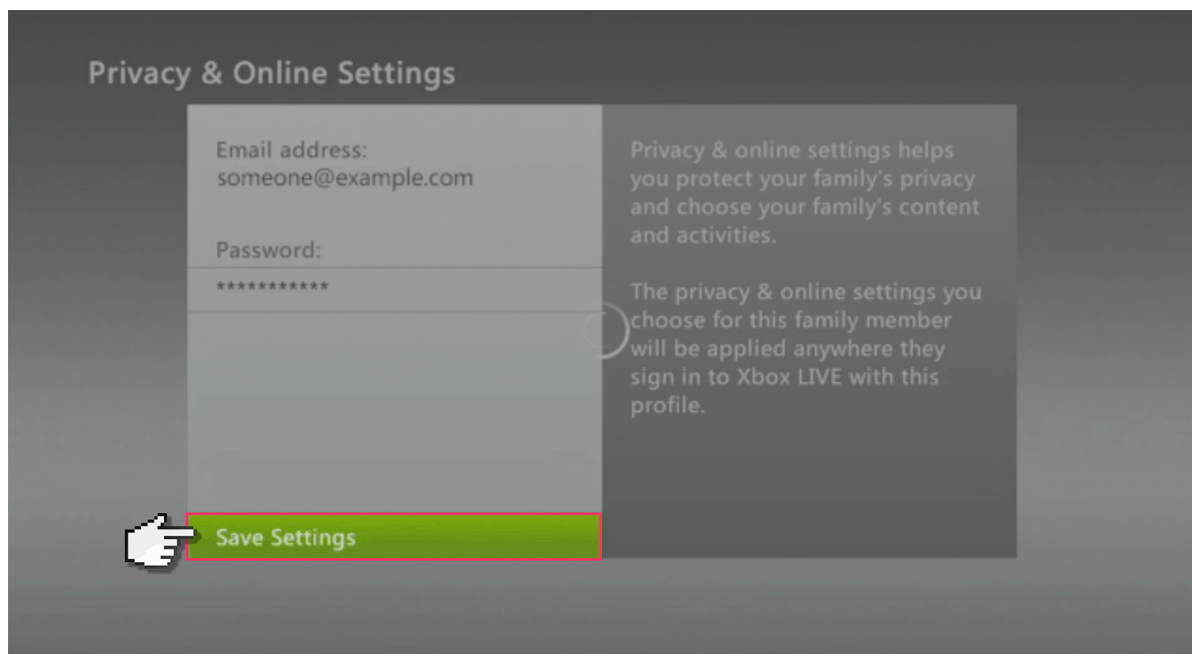 Privacy & Online Settings
Email address:
someone@example.com
Password:
***********
Save Settings
Privacy & online settings helps
you protect your family's privacy
and choose your family's content
and activities.
The privacy & online settings you
choose for this family member
will be applied anywhere they
sign in to Xbox LIVE with this
profile.